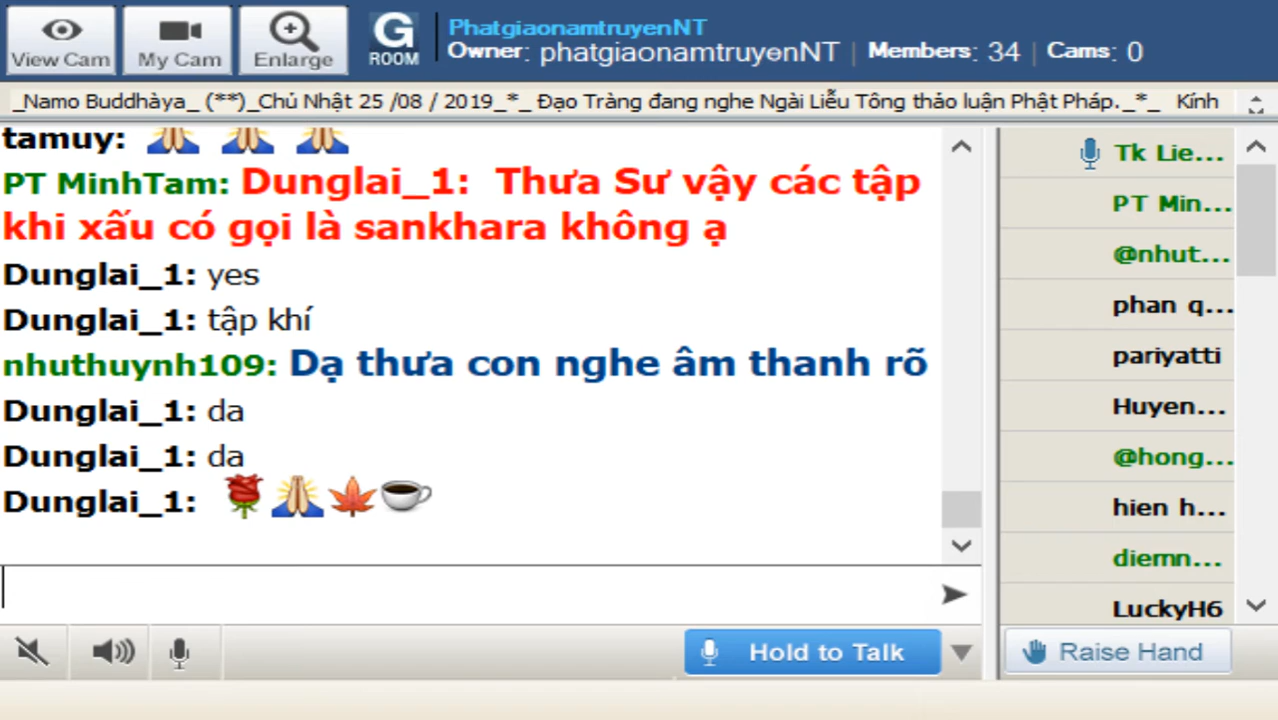 PhatgiaonamtruyenNT
View Cam My Cam Enlarge G ROOM Owner: phatgiaonamtruyenNT | Members: 34 | Cams: 0
_Namo Buddhàya_ (**)_Chủ Nhật 25 /08 / 2019_*_ Đạo Tràng đang nghe Ngài Liễu Tông thảo luận Phật Pháp._*_ Kính
tamuy:
PT MinhTam: Dunglai_1: Thưa Sư vậy các tập
khi xấu có gọi là sankhara không ạ
Dunglai_1: yes
Dunglai_1: tập khí
nhuthuynh109: Dạ thưa con nghe âm thanh rõ
Dunglai_1: da
Dunglai_1: da
Dunglai_1:
Tk Lie...
PT Min...
@nhut...
phan q...
pariyatti
Huyen...
@hong...
hien h...
diemn...
LuckyH6
Hold to Talk
Raise Hand